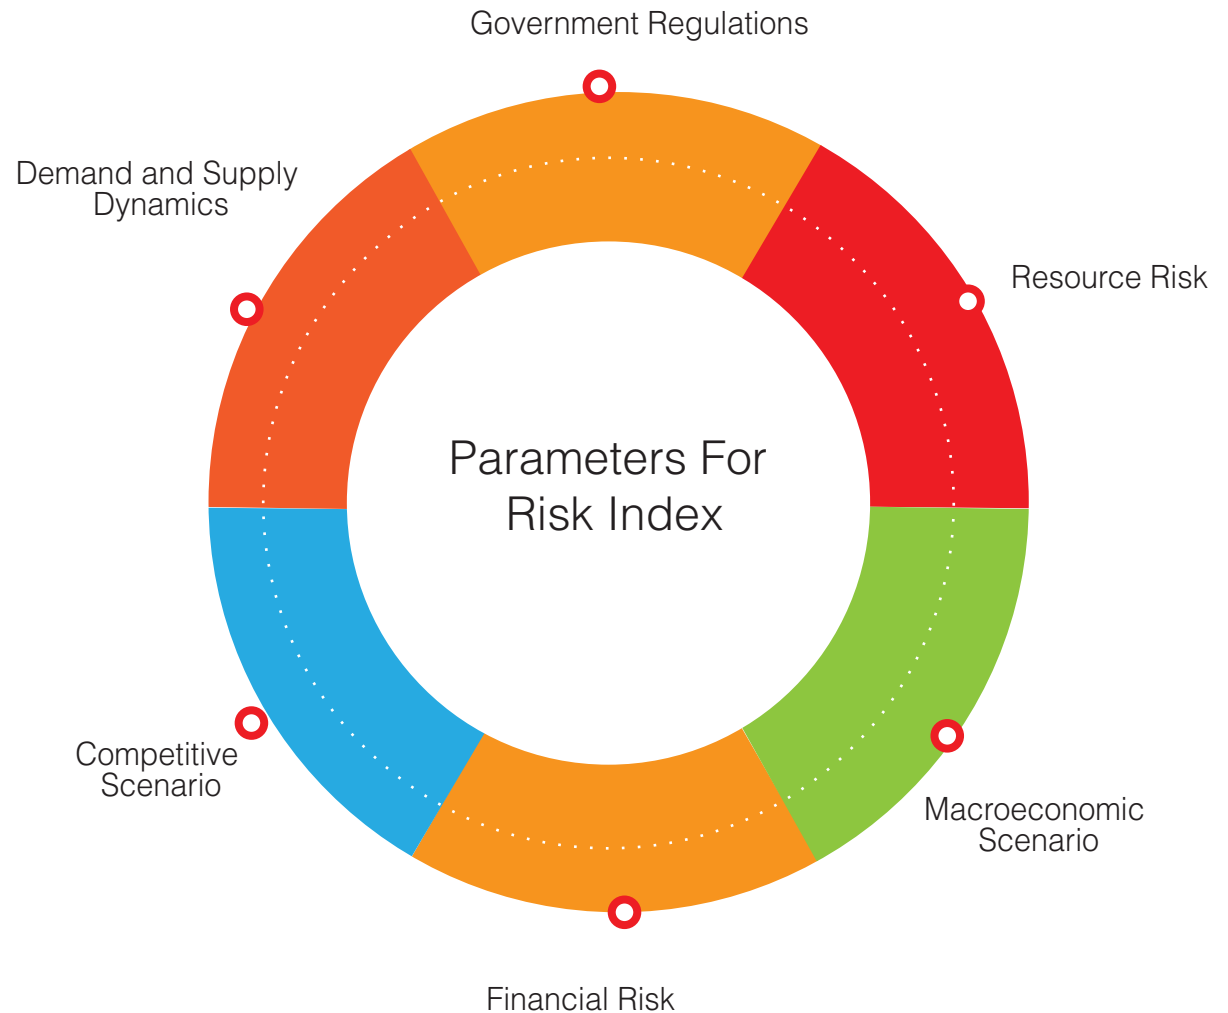 Government Regulations
Demand and Supply
Dynamics
Resource Risk
Parameters For
Risk Index
Competitive
Scenario
Macroeconomic
Scenario
Financial Risk